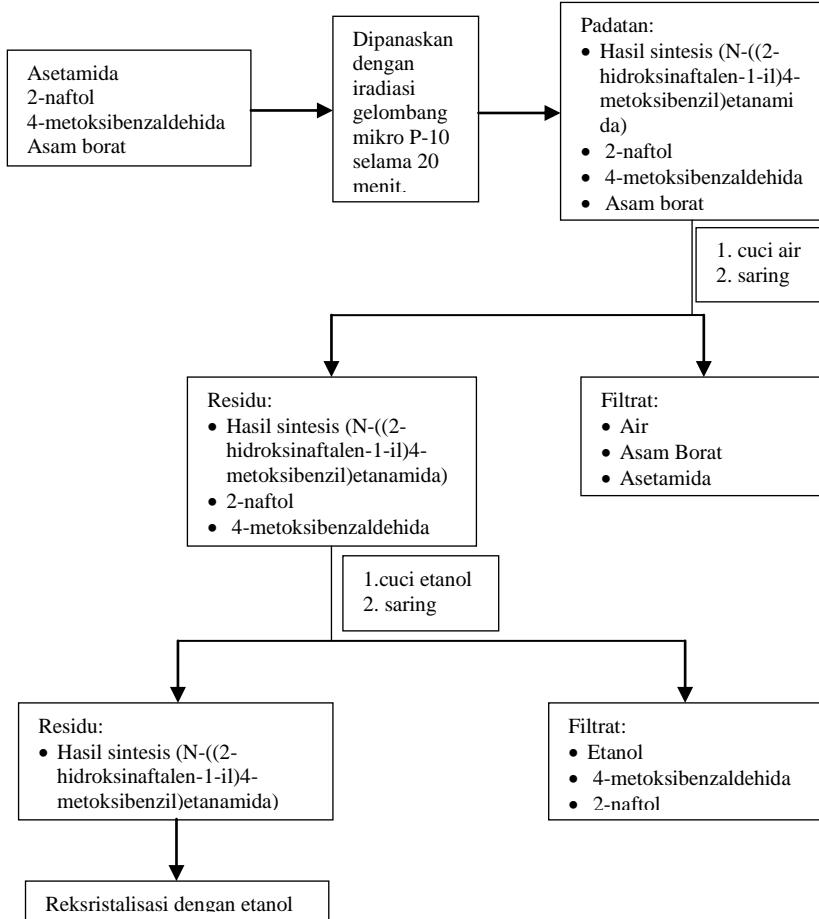 Asetamida
2-naftol
4-metoksibenzaldehida
Asam borat
Dipanaskan
dengan
iradiasi
gelombang
mikro P-10
selama 20
menit.
Padatan:
• Hasil sintesis (N-((2-
hidroksinaftalen-1-il)4-
metoksibenzil)etanami
da)
• 2-naftol
• 4-metoksibenzaldehida
• Asam borat
1. cuci air
2. saring
Residu:
• Hasil sintesis (N-((2-
hidroksinaftalen-1-il)4-
metoksibenzil)etanamida)
• 2-naftol
• 4-metoksibenzaldehida
Filtrat:
• Air
• Asam Borat
• Asetamida
1.cuci etanol
2. saring
Residu:
• Hasil sintesis (N-((2-
hidroksinaftalen-1-il)4-
metoksibenzil)etanamida)
Filtrat:
• Etanol
• 4-metoksibenzaldehida
• 2-naftol
Reksristalisasi dengan etanol